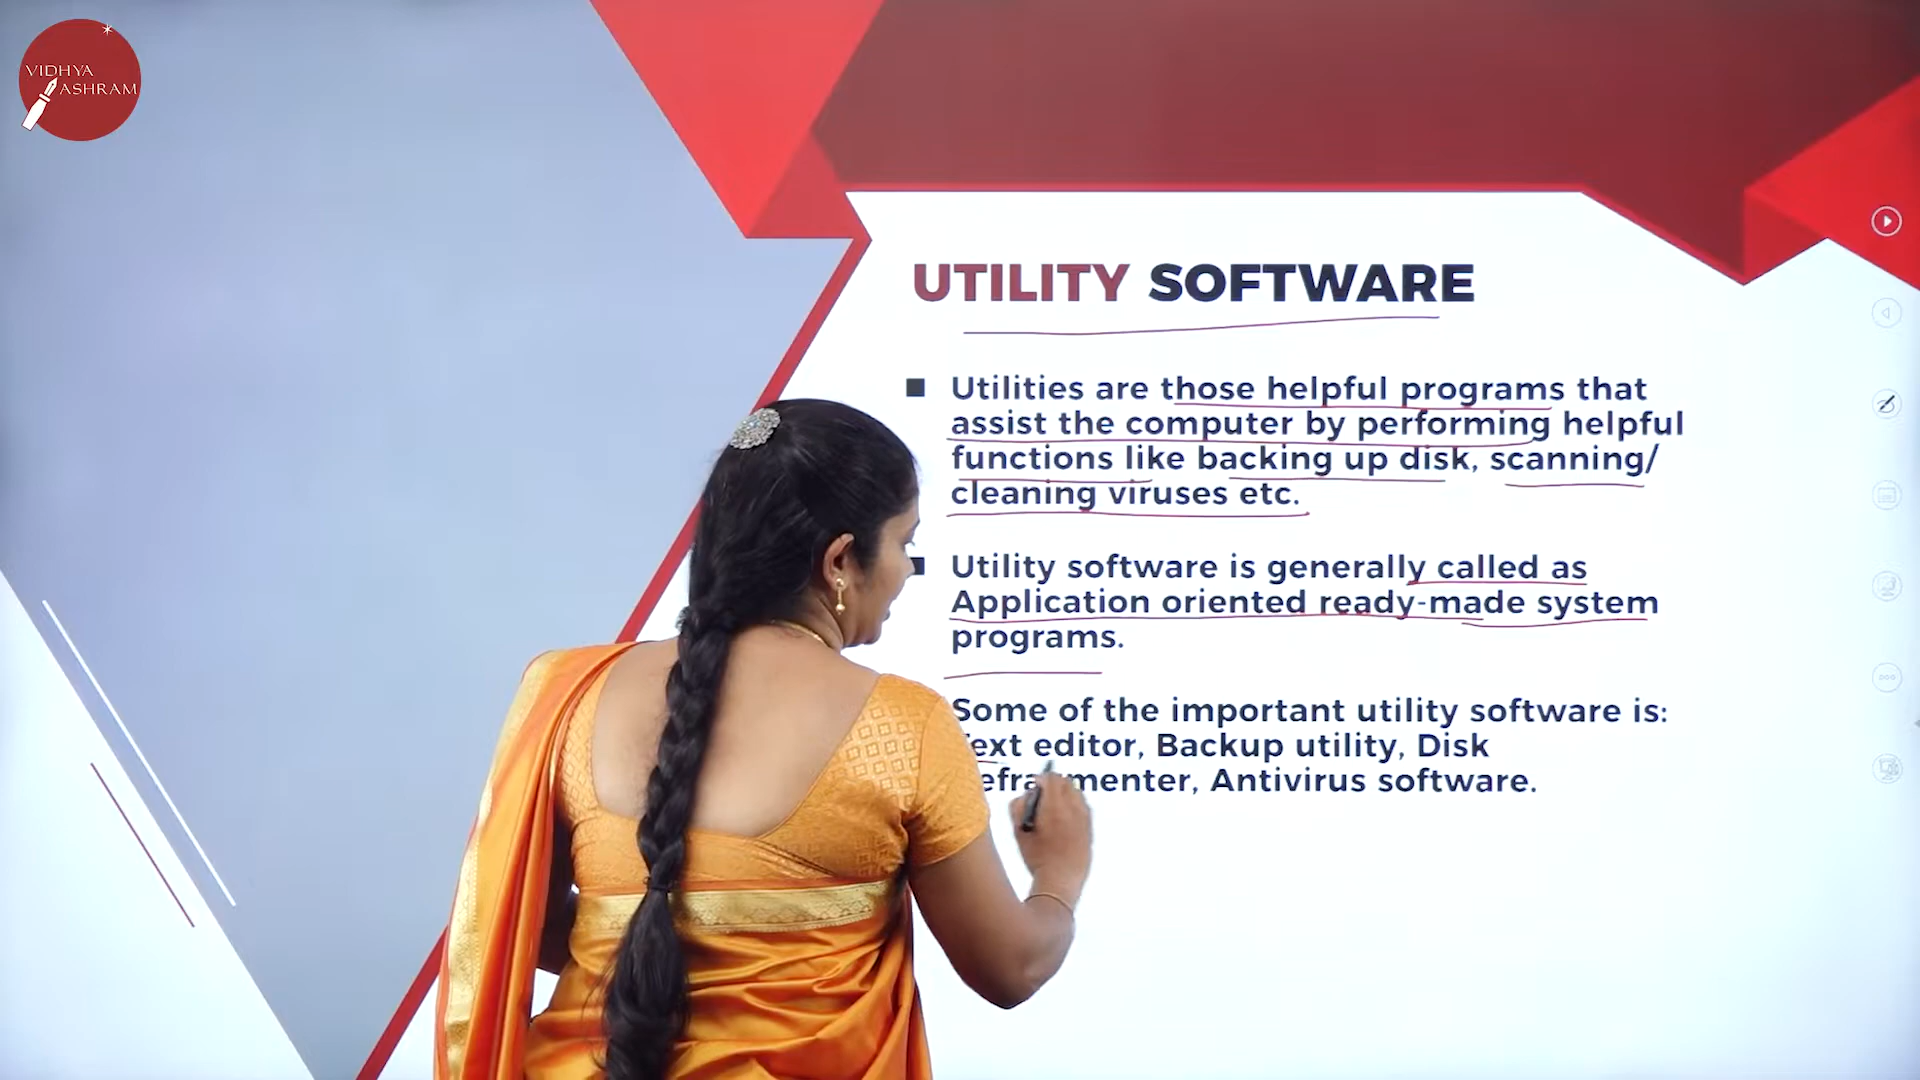 VIDHYA
ASHRAM
UTILITY SOFTWARE
Utilities are those helpful programs that
assist the computer by performing helpful
functions like backing up disk, scanning/
cleaning viruses etc.
Utility software is generally called as
Application oriented ready-made system
programs.
Some of the important utility software is:
editor, Backup utility, Disk
Antivirus software.